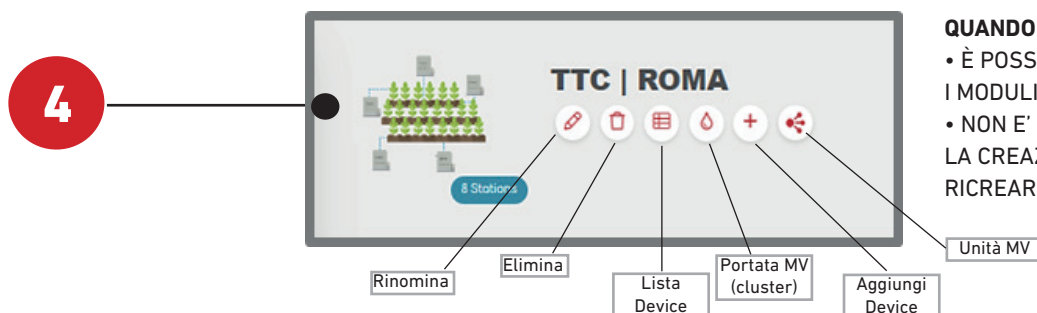 4
TTC | ROMA
8 Stations
Rinomina
Elimina
Lista
Device
Portata MV
(cluster)
Aggiungi
Device
Unità MV
QUANDO
• È POSS
I MODULI
• NON E'
LA CREAZ
RICREAR